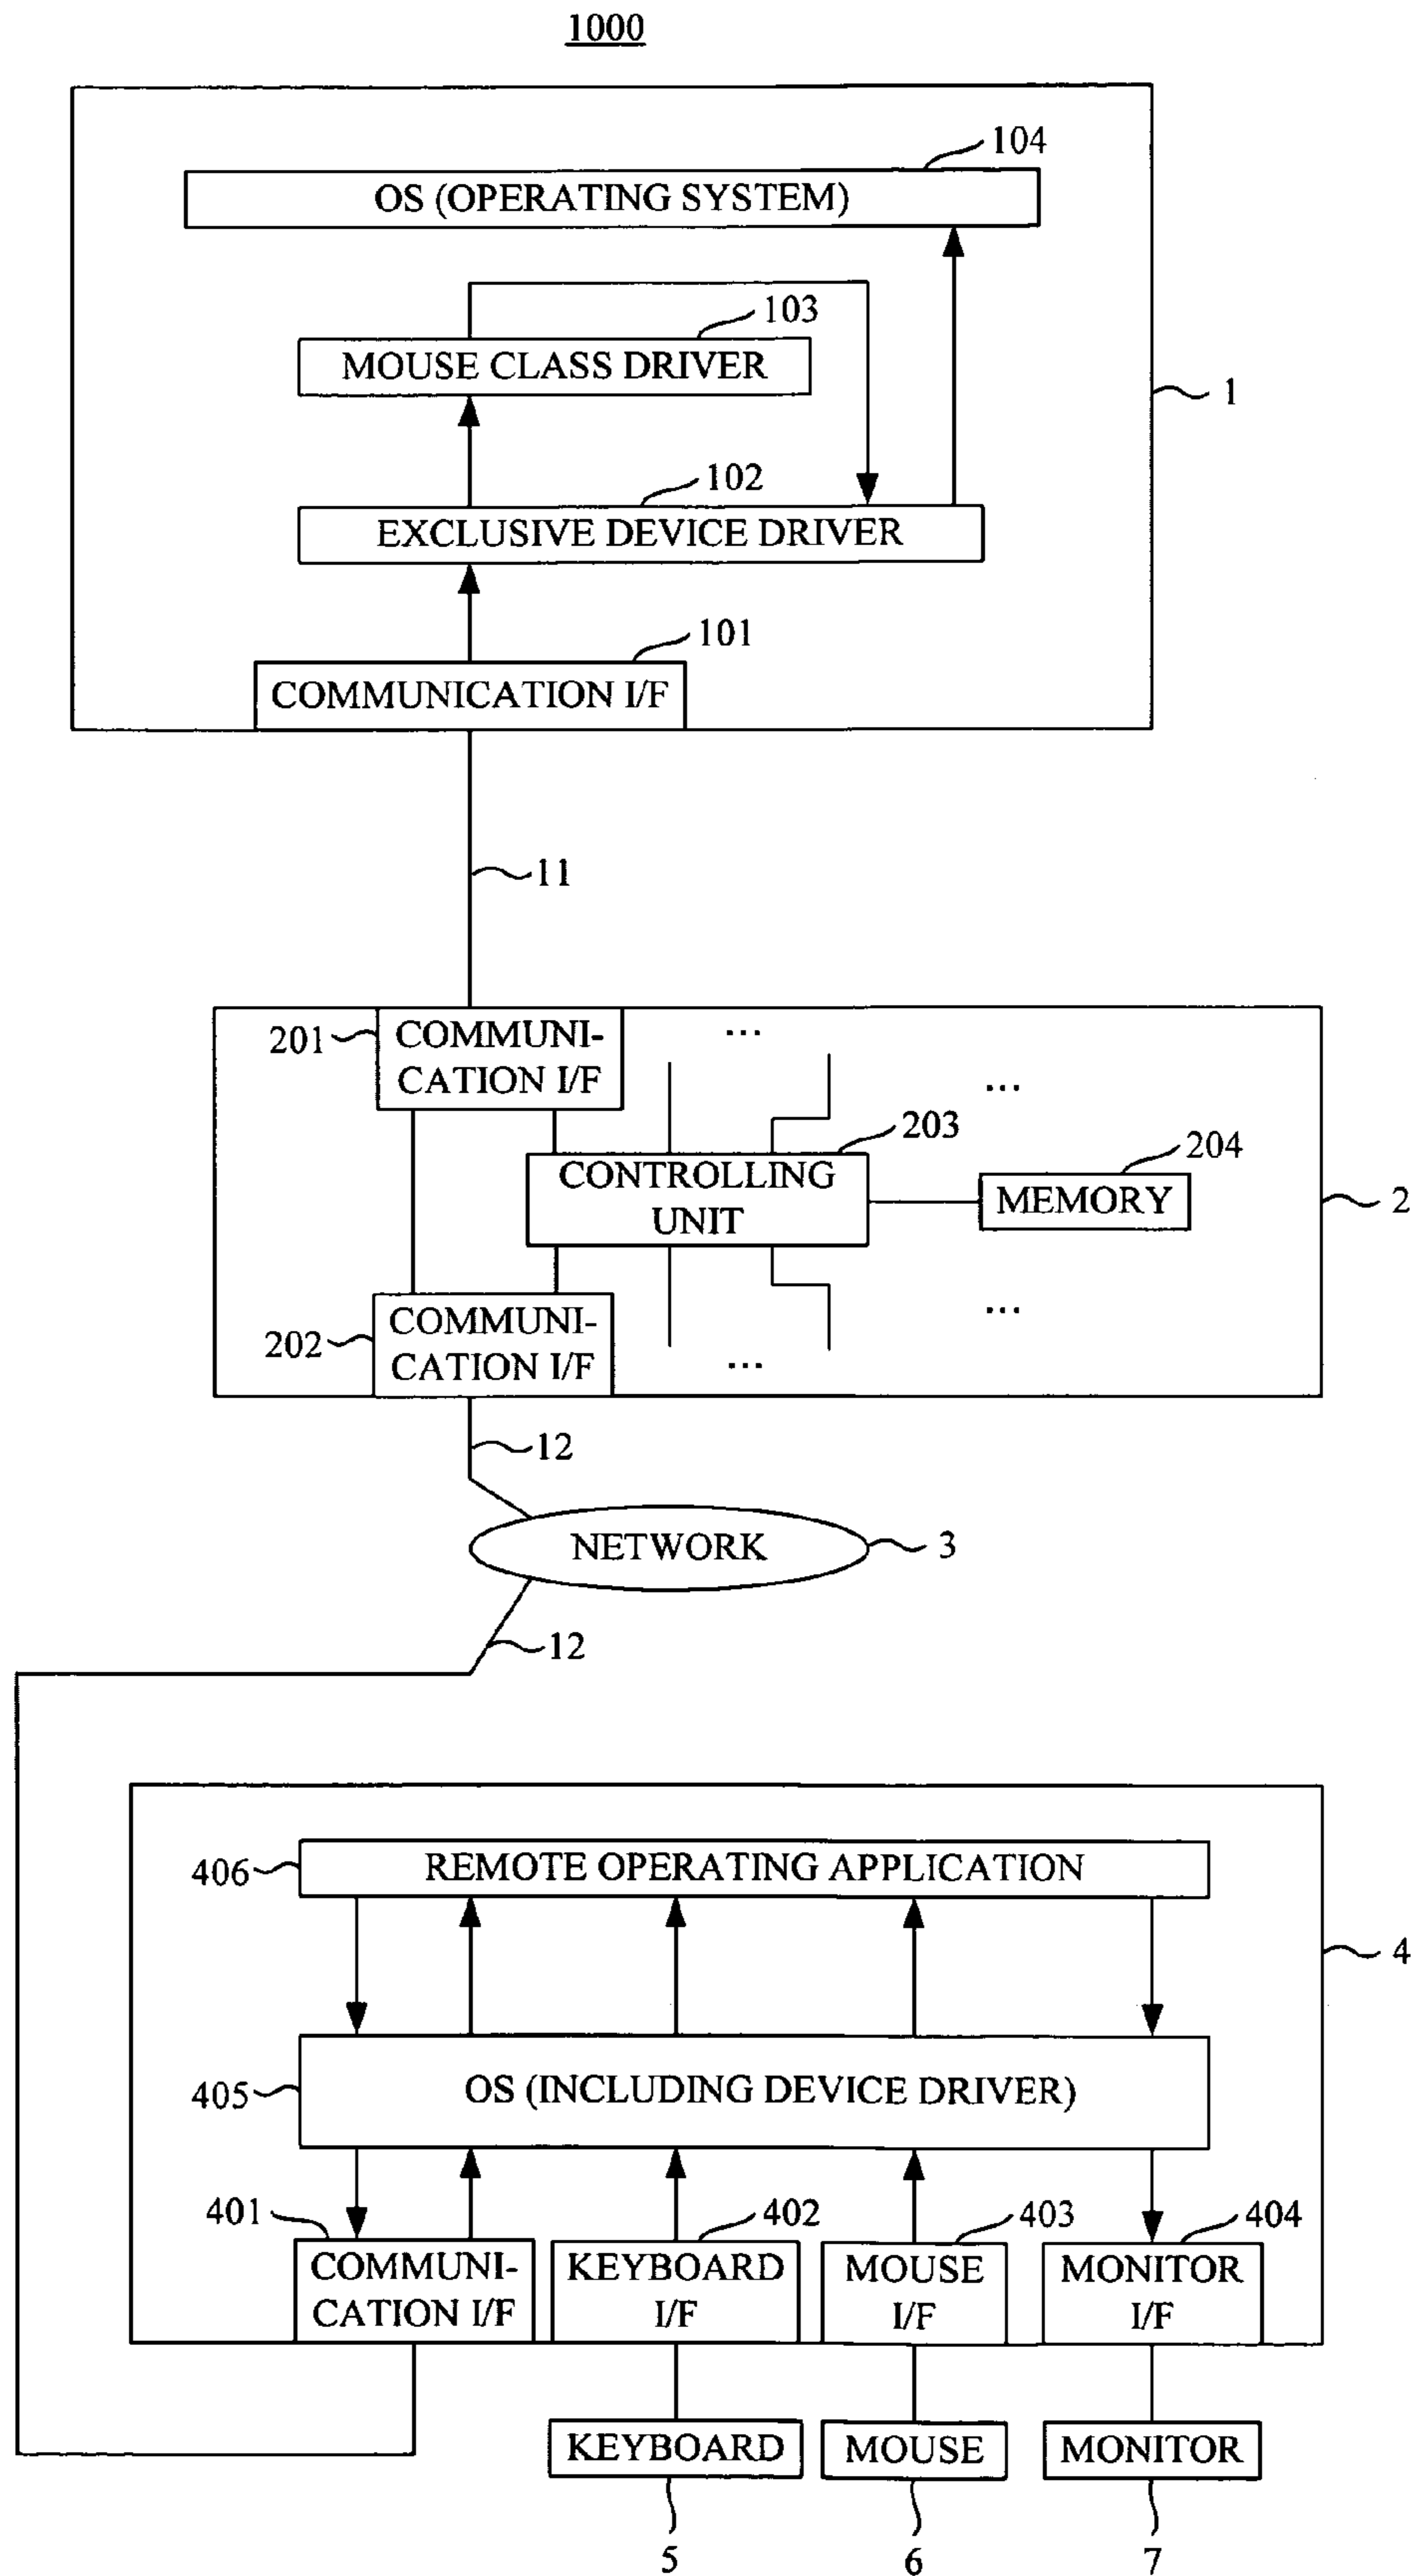 1000
104
OS (OPERATING SYSTEM)
103
MOUSE CLASS DRIVER
1
102
EXCLUSIVE DEVICE DRIVER
101
COMMUNICATION I/F
11
201
COMMUNI-
CATION I/F
...
...
203
CONTROLLING
UNIT
204
MEMORY
2
202
COMMUNI-
CATION I/F
...
...
12
NETWORK
3
12
406
REMOTE OPERATING APPLICATION
4
405
OS (INCLUDING DEVICE DRIVER)
401
COMMUNI-
CATION I/F
402
KEYBOARD
I/F
403
MOUSE
I/F
404
MONITOR
I/F
KEYBOARD
MOUSE
MONITOR
5
6
7